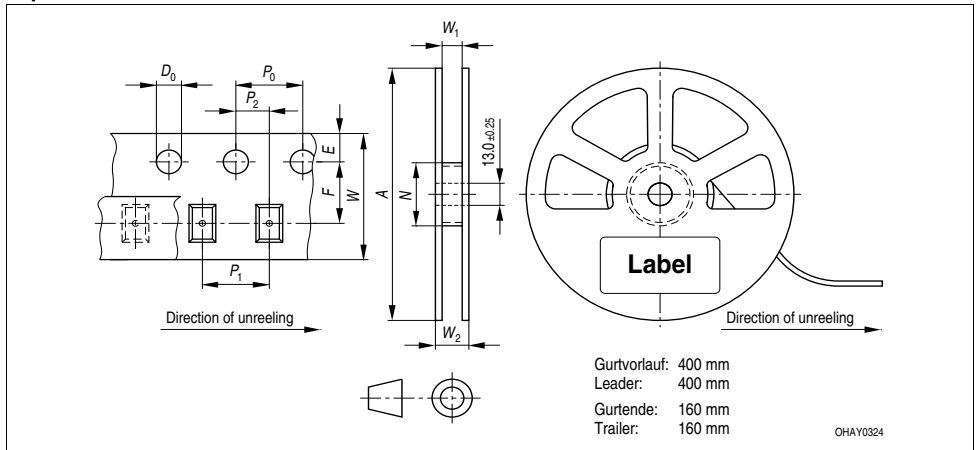 W1
D0
P0
P2
E
F
W
A
N
13.0 ±0.25
Label
P1
Direction of unreeling
W2
Direction of unreeling
Gurtvorlauf: 400 mm
Leader: 400 mm
Gurtende: 160 mm
Trailer: 160 mm
OHAY0324